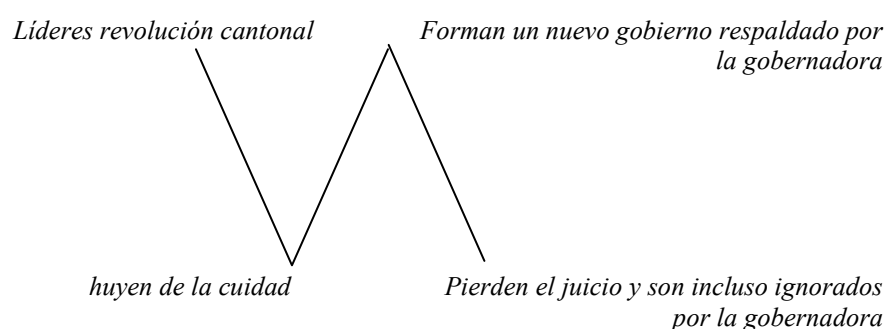 Líderes revolución cantonal
Forman un nuevo gobierno respaldado por
la gobernadora
huyen de la cuidad
Pierden el juicio y son incluso ignorados
por la gobernadora